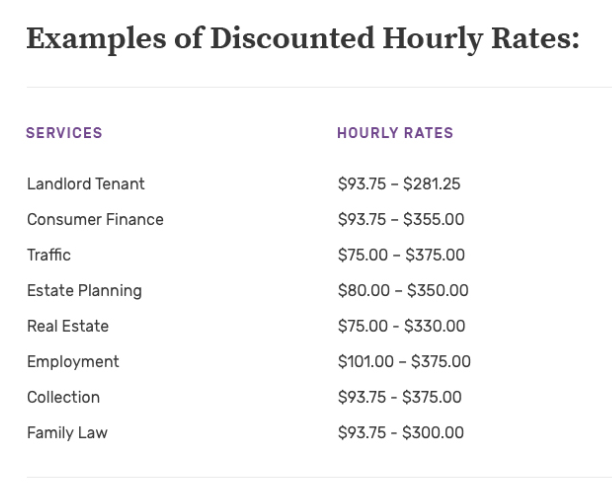 Examples of Discounted Hourly Rates:
SERVICES HOURLY RATES
Landlord Tenant $93.75 – $281.25
Consumer Finance $93.75 – $355.00
Traffic $75.00 – $375.00
Estate Planning $80.00 – $350.00
Real Estate $75.00 - $330.00
Employment $101.00 – $375.00
Collection $93.75 - $375.00
Family Law $93.75 - $300.00